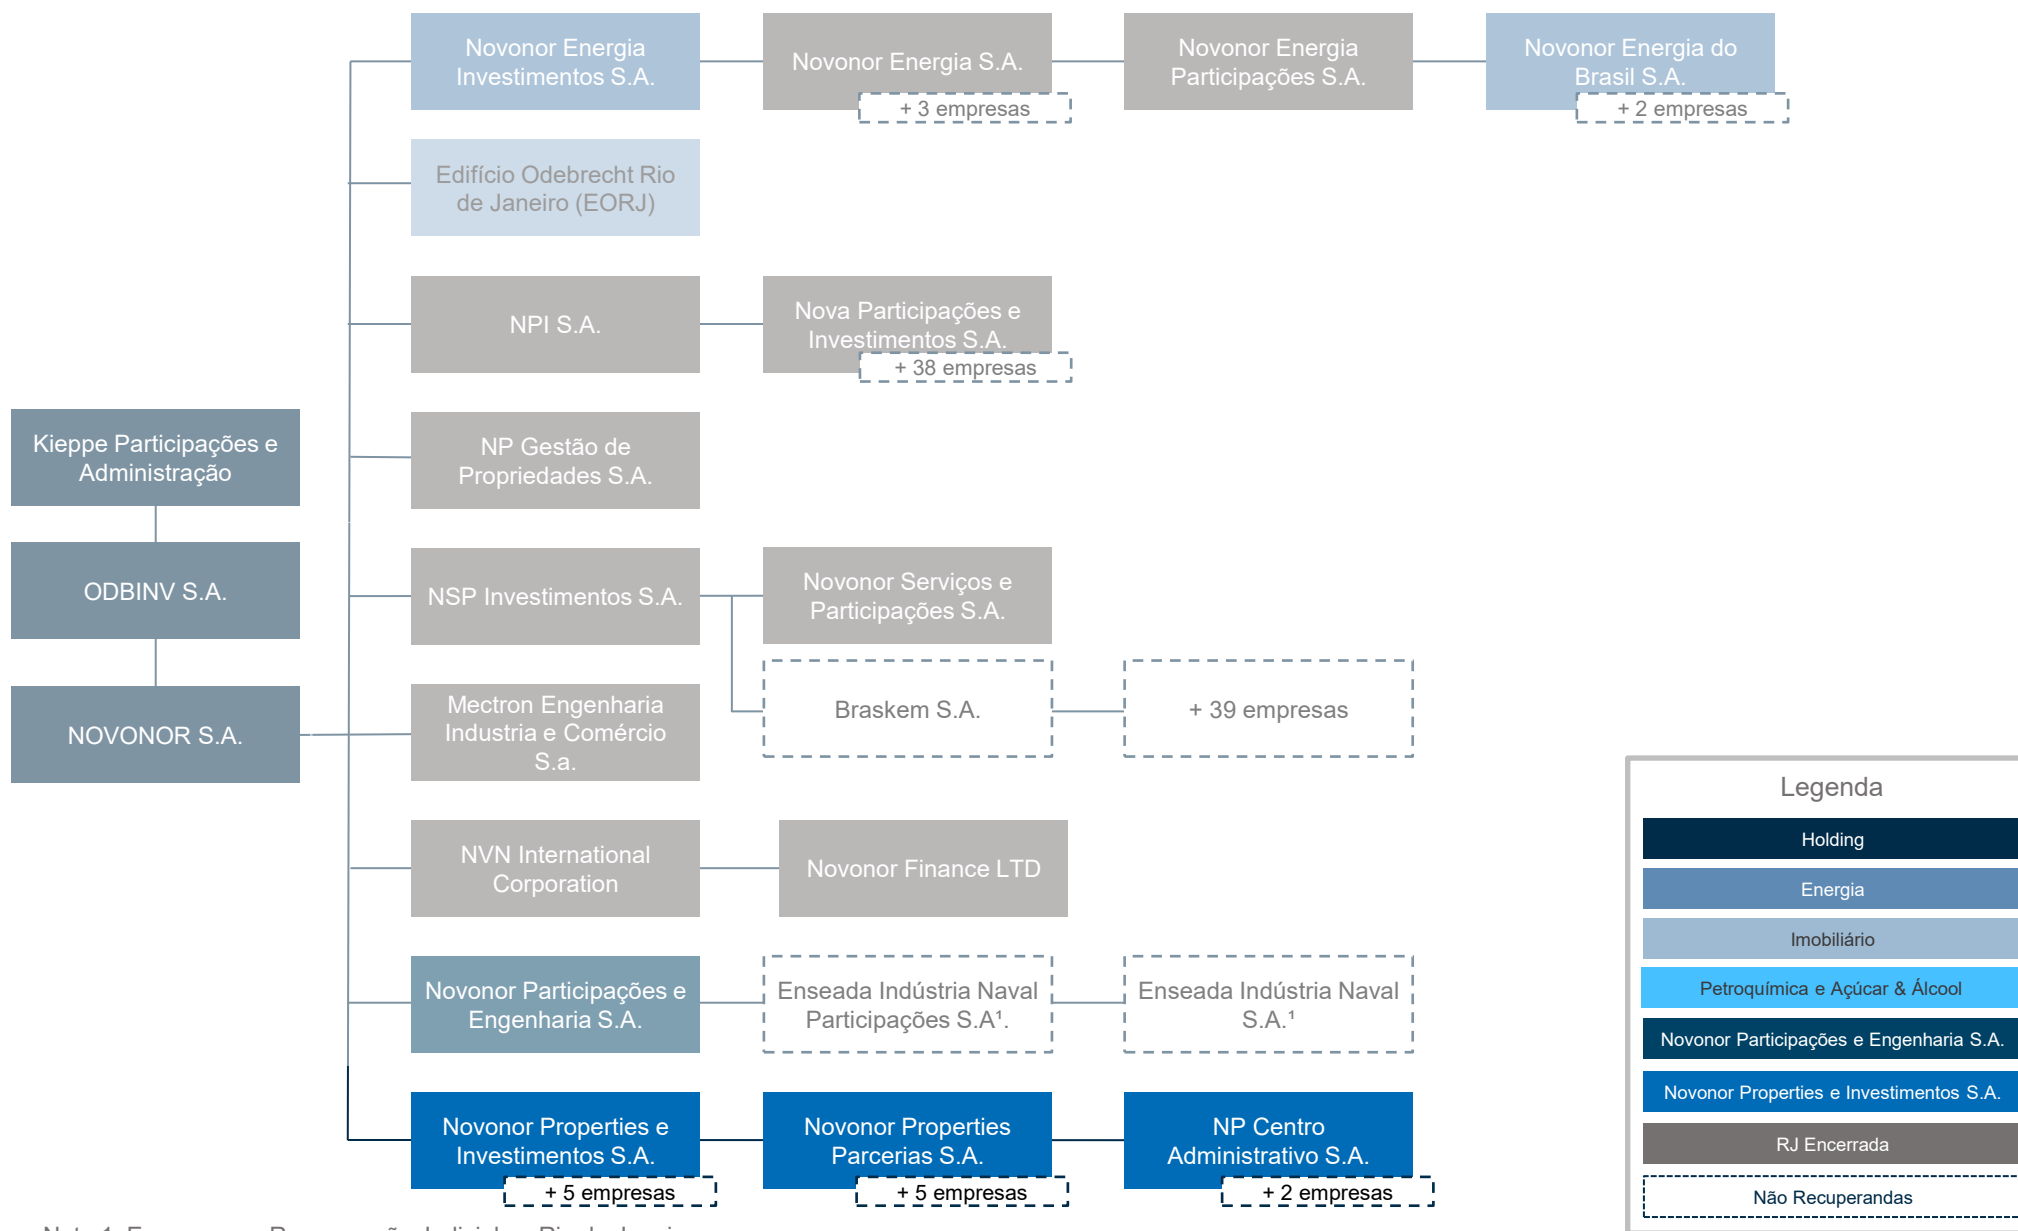 Novonor Energia
Investimentos S.A.
Novonor Energia S.A.
+ 3 empresas
Novonor Energia
Participações S.A.
Novonor Energia do
Brasil S.A.
+ 2 empresas
Edifício Odebrecht Rio
de Janeiro (EORJ)
NPI S.A.
Nova Participações e
Investimentos S.A.
+ 38 empresas
Kieppe Participações e
Administração
NP Gestão de
Propriedades S.A.
ODBINV S.A.
NSP Investimentos S.A.
Novonor Serviços e
Participações S.A.
Braskem S.A.
+ 39 empresas
NOVONOR S.A.
Mectron Engenharia
Industria e Comércio
S.a.
NVN International
Corporation
Novonor Finance LTD
Novonor Participações e
Engenharia S.A.
Enseada Indústria Naval
Participações S.A¹.
Enseada Indústria Naval
S.A.¹
Novonor Properties e
Investimentos S.A.
+ 5 empresas
Novonor Properties
Parcerias S.A.
+ 5 empresas
NP Centro
Administrativo S.A.
+ 2 empresas
Legenda
Holding
Energia
Imobiliário
Petroquímica e Açúcar & Álcool
Novonor Participações e Engenharia S.A.
Novonor Properties e Investimentos S.A.
RJ Encerrada
Não Recuperandas